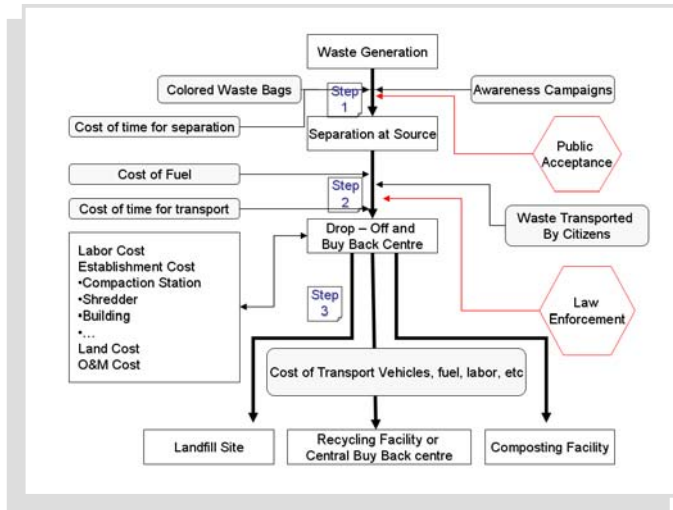 Waste Generation
Colored Waste Bags
Step
1
Awareness Campaigns
Cost of time for separation
Separation at Source
Public
Acceptance
Cost of Fuel
Step
2
Cost of time for transport
Waste Transported
By Citizens
Drop – Off and
Buy Back Centre
Labor Cost
Establishment Cost
•Compaction Station
•Shredder
•Building
•...
Land Cost
O&M Cost
Step
3
Law
Enforcement
Cost of Transport Vehicles, fuel, labor, etc
Landfill Site
Recycling Facility or
Central Buy Back centre
Composting Facility